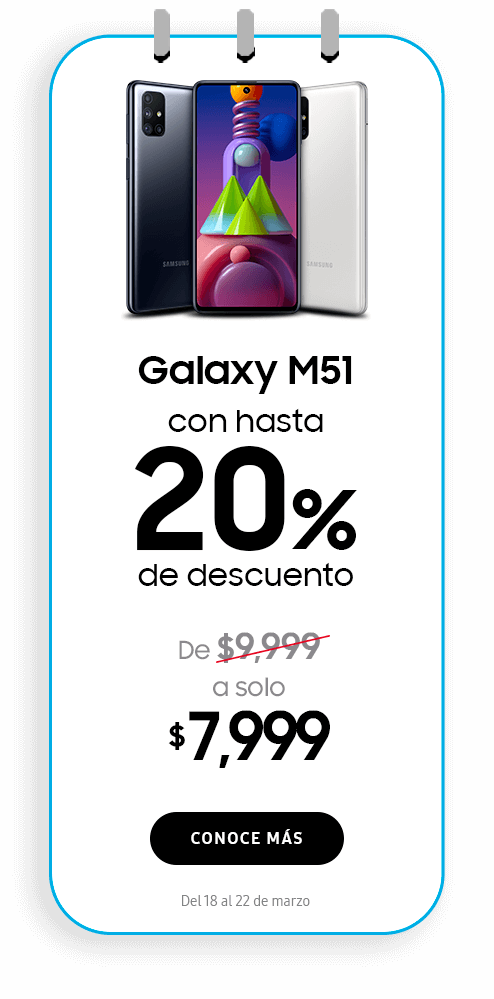 SAMSUNG
SAMSUNG
Galaxy M51
con hasta
20%
de descuento
De $9,999
a solo
$7,999
CONOCE MÁS
Del 18 al 22 de marzo